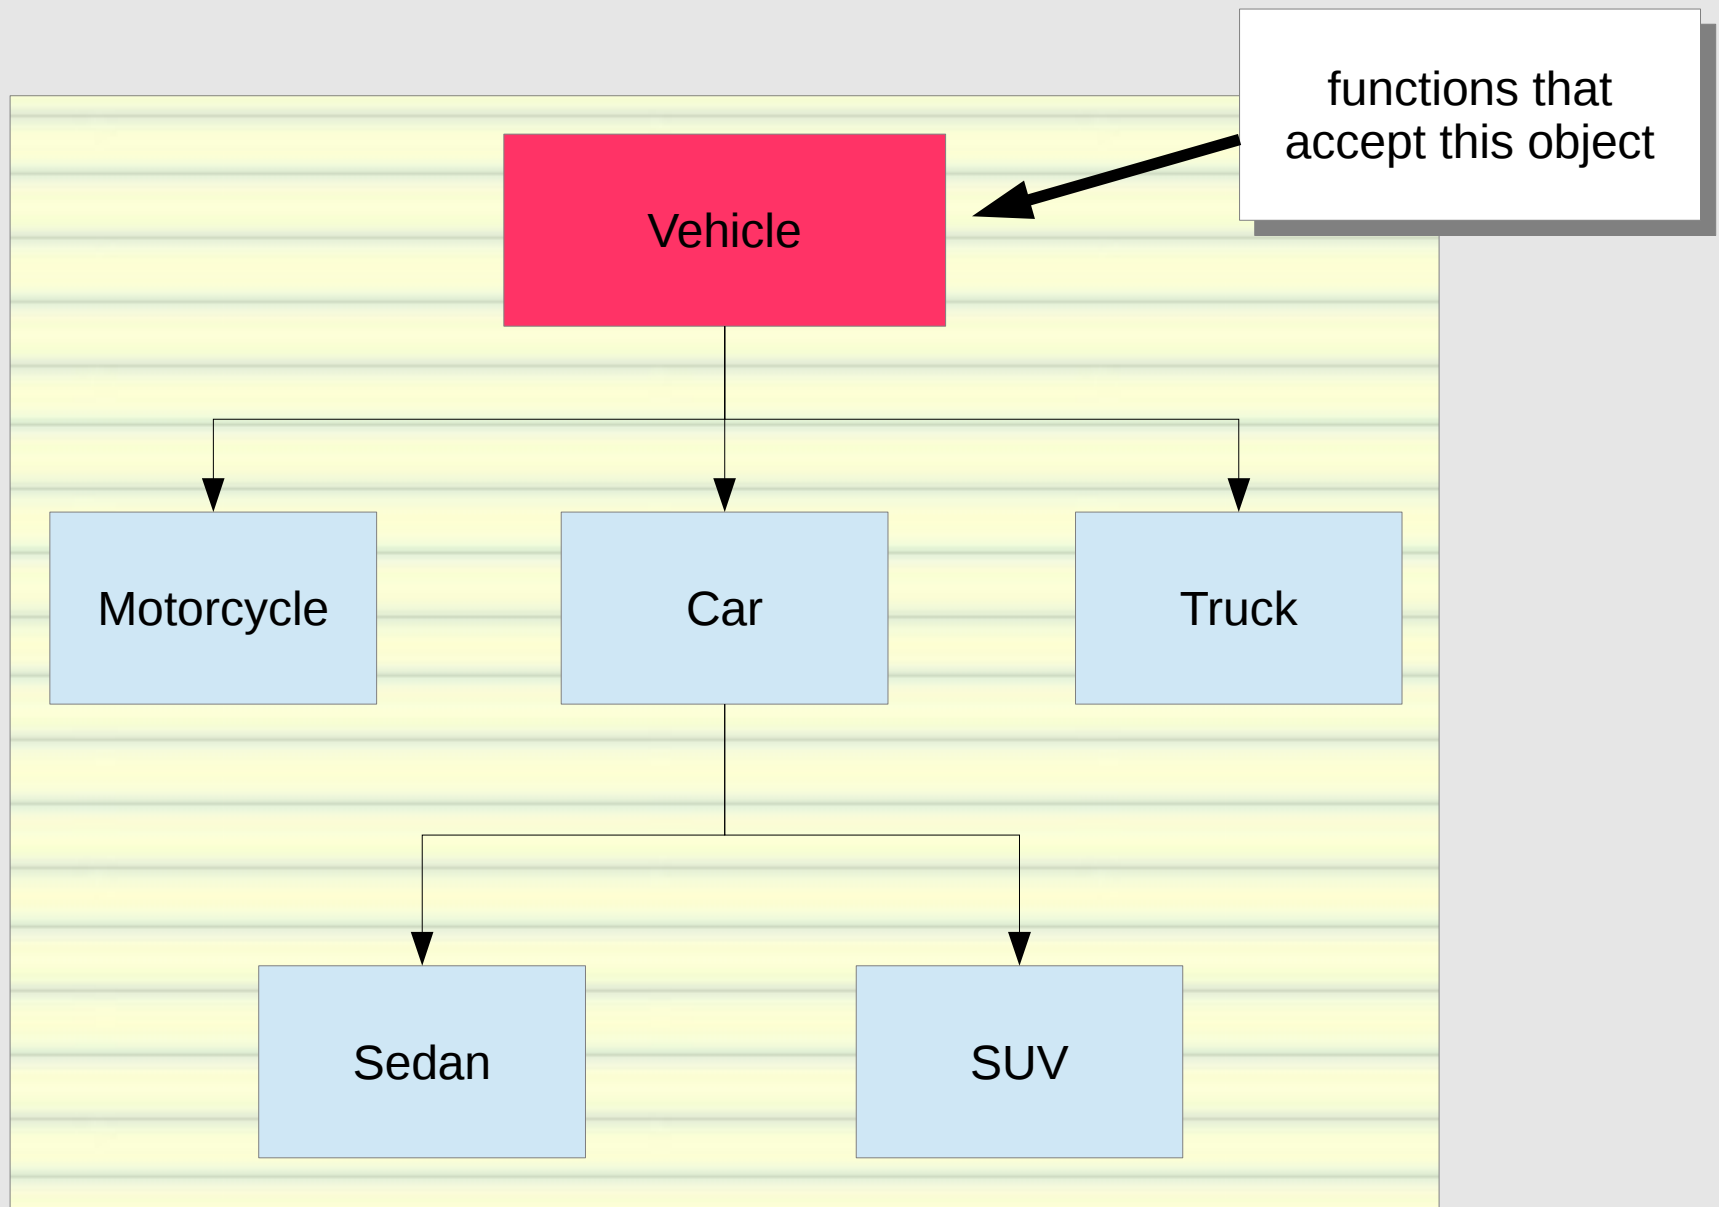 functions that
accept this object
Vehicle
Motorcycle
Car
Truck
Sedan
SUV